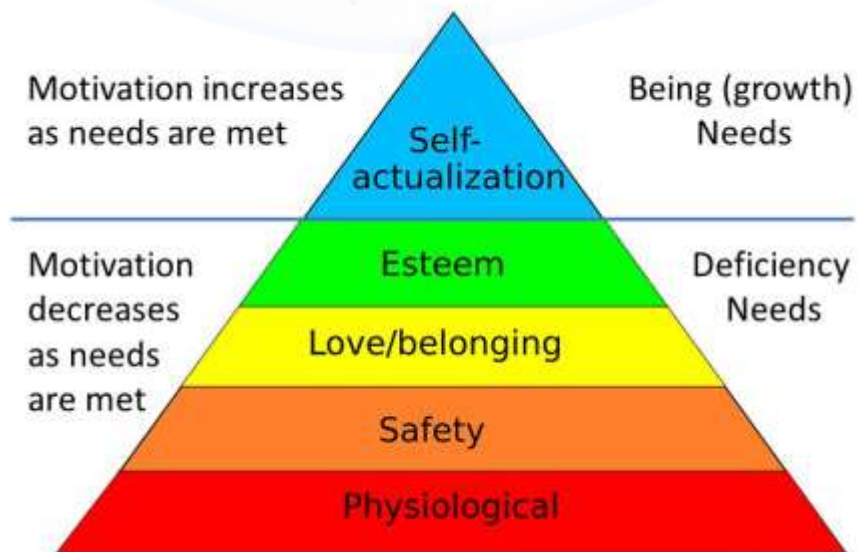 Motivation increases
as needs are met
Being (growth)
Needs
Self-
actualization
Motivation
decreases
as needs
are met
Deficiency
Needs
Esteem
Love/belonging
Safety
Physiological